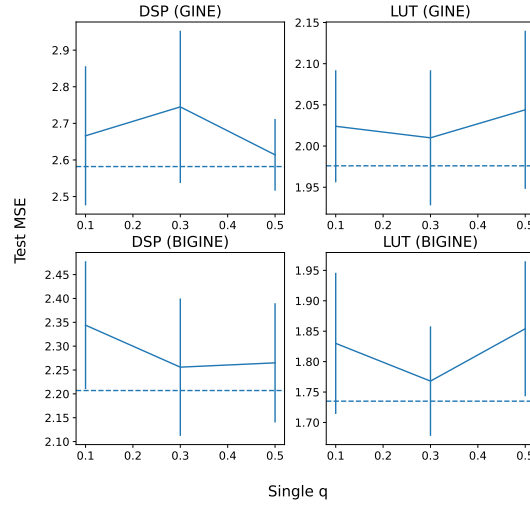 DSP (GINE)
LUT (GINE)
2.9
2.8
2.7
2.6
2.5
0.1 0.2 0.3 0.4 0.5
2.15
2.10
2.05
2.00
1.95
0.1 0.2 0.3 0.4 0.5
Test MSE
DSP (BIGINE)
LUT (BIGINE)
2.45
2.40
2.35
2.30
2.25
2.20
2.15
2.10
0.1 0.2 0.3 0.4 0.5
1.95
1.90
1.85
1.80
1.75
1.70
0.1 0.2 0.3 0.4 0.5
Single q